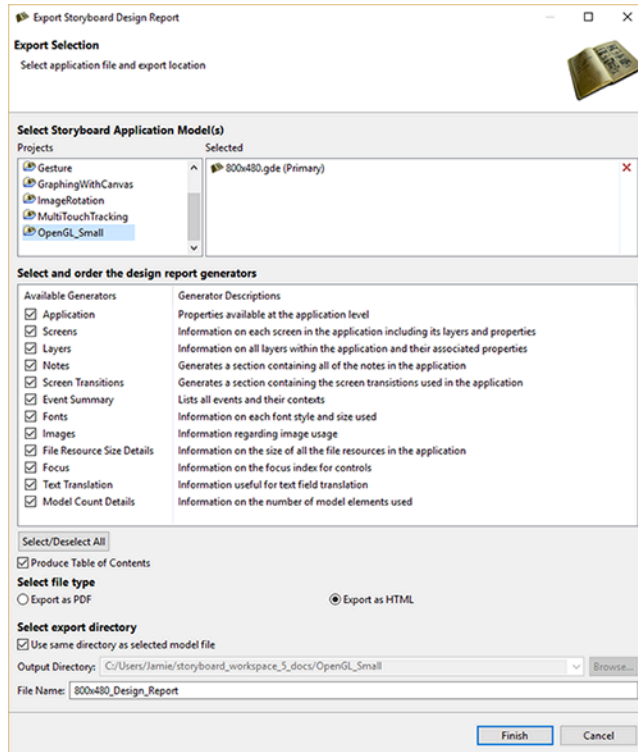 Export Storyboard Design Report
Export Selection
Select application file and export location
Select Storyboard Application Model(s)
Projects Selected
Gesture 800x480.gde (Primary)
GraphingWithCanvas
ImageRotation
MultiTouchTracking
OpenGL_Small
Select and order the design report generators
Available Generators Generator Descriptions
Application Properties available at the application level
Screens Information on each screen in the application including its layers and properties
Layers Information on all layers within the application and their associated properties
Notes Generates a section containing all of the notes in the application
Screen Transitions Generates a section containing the screen transistions used in the application
Event Summary Lists all events and their contexts
Fonts Information on each font style and size used
Images Information regarding image usage
File Resource Size Details Information on the size of all the file resources in the application
Focus Information on the focus index for controls
Text Translation Information useful for text field translation
Model Count Details Information on the number of model elements used
Select/Deselect All
Produce Table of Contents
Select file type
Export as PDF Export as HTML
Select export directory
Use same directory as selected model file
Output Directory: C:/Users/Jamie/storyboard_workspace_5_docs/OpenGL_Small Browse...
File Name: 800x480_Design_Report
Finish Cancel